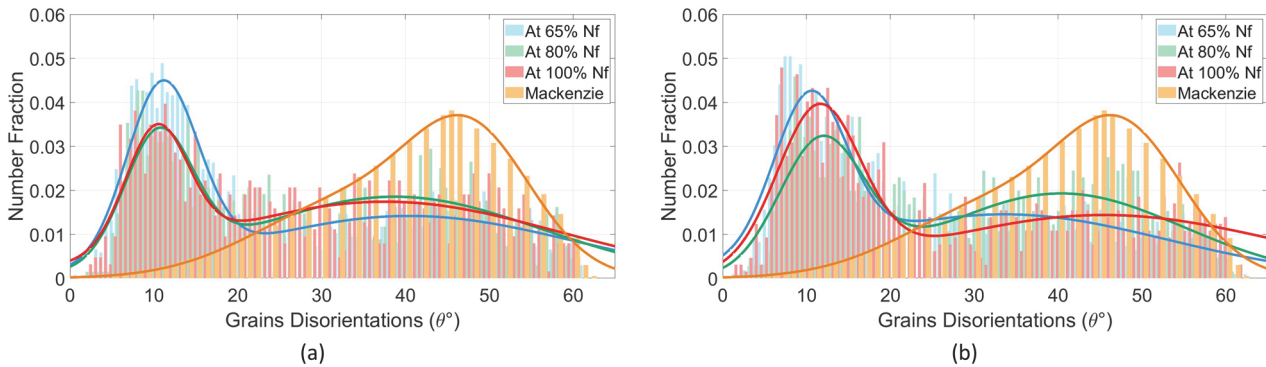 (a)
0.06
0.05
0.04
0.03
0.02
0.01
0
Number Fraction
At 65% Nf
At 80% Nf
At 100% Nf
Mackenzie
0 10 20 30 40 50 60
Grains Disorientations (θ°)
(a)
(b)
0.06
0.05
0.04
0.03
0.02
0.01
0
Number Fraction
At 65% Nf
At 80% Nf
At 100% Nf
Mackenzie
0 10 20 30 40 50 60
Grains Disorientations (θ°)
(b)